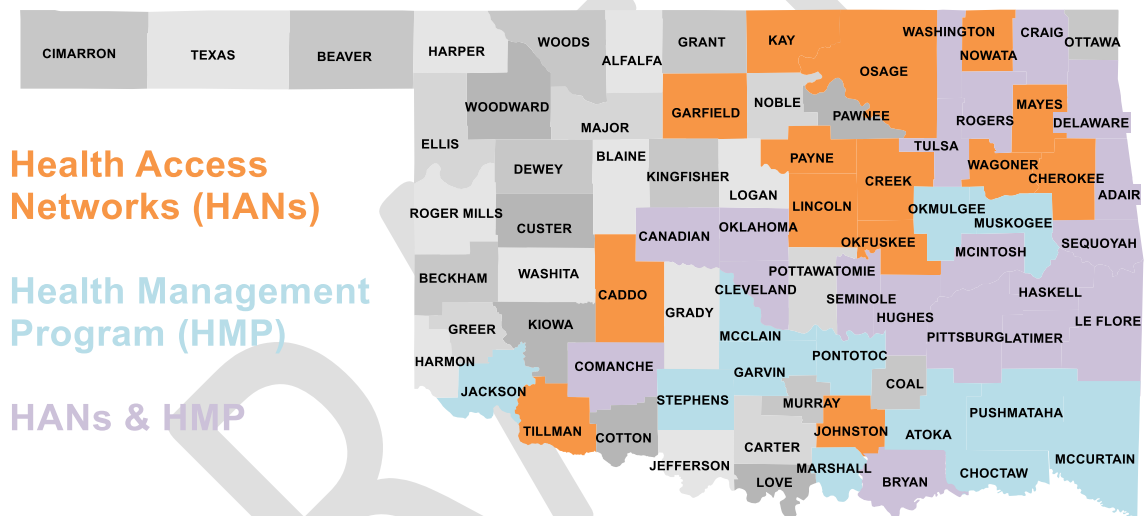 CIMARRON
TEXAS
BEAVER
HARPER
WOODS
ALFALFA
GRANT
KAY
OSAGE
WASHINGTON
NOWATA
CRAIG
OTTAWA
WOODWARD
MAJOR
GARFIELD
NOBLE
PAWNEE
ROGERS
MAYES
DELAWARE
Health Access
Networks (HANs)
ELLIS
DEWEY
BLAINE
KINGFISHER
LOGAN
PAYNE
CREEK
TULSA
WAGONER
CHEROKEE
ADAIR
ROGER MILLS
CUSTER
CANADIAN
OKLAHOMA
LINCOLN
OKFUSKEE
OKMULGEE
MUSKOGEE
MCINTOSH
SEQUOYAH
Health Management
Program (HMP)
BECKHAM
WASHITA
CADDO
GRADY
CLEVELAND
POTTAWATOMIE
SEMINOLE
HUGHES
HASKELL
LE FLORE
GREER
KIOWA
HARMON
COMANCHE
MCCLAIN
GARVIN
PONTOTOC
PITTSBURG
LATIMER
HANs & HMP
JACKSON
TILLMAN
COTTON
STEPHENS
MURRAY
COAL
JOHNSTON
ATOKA
PUSHMATAHA
MCCURTAIN
JEFFERSON
CARTER
LOVE
MARSHALL
BRYAN
CHOCTAW